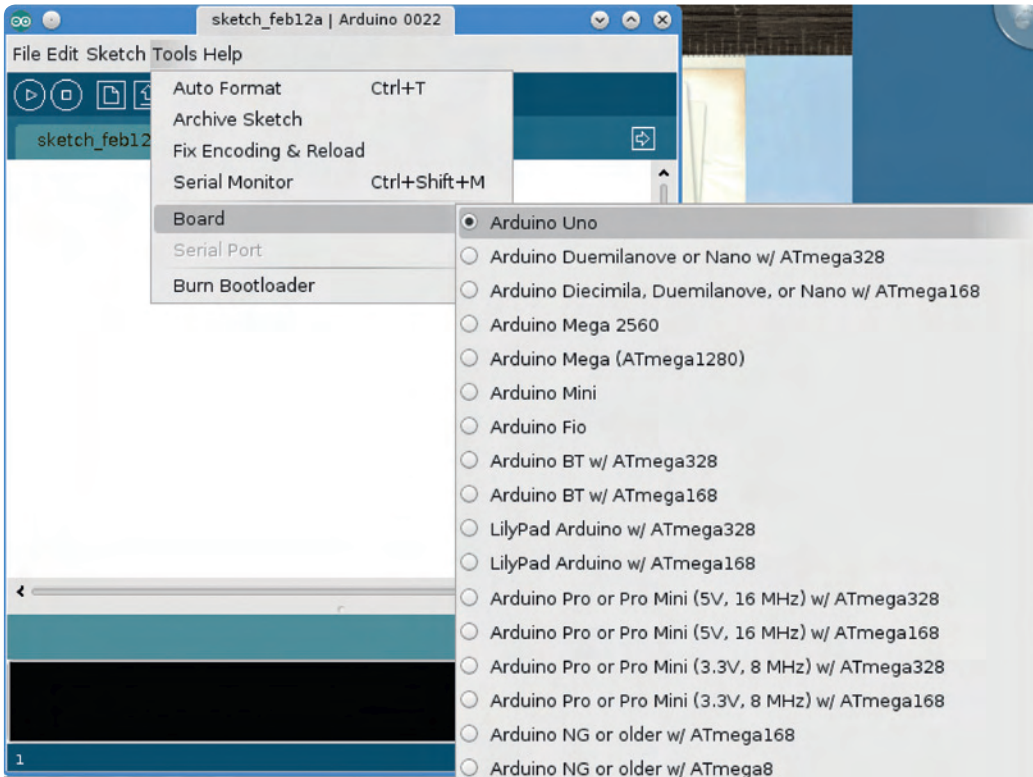 sketch_feb12a | Arduino 0022
File Edit Sketch Tools Help
Auto Format Ctrl+T
Archive Sketch
sketch_feb12
Fix Encoding & Reload
Serial Monitor Ctrl+Shift+M
Board
Serial Port
Burn Bootloader
Arduino Uno
Arduino Duemilanove or Nano w/ ATmega328
Arduino Diecimila, Duemilanove, or Nano w/ ATmega168
Arduino Mega 2560
Arduino Mega (ATmega1280)
Arduino Mini
Arduino Fio
Arduino BT w/ ATmega328
Arduino BT w/ ATmega168
LilyPad Arduino w/ ATmega328
LilyPad Arduino w/ ATmega168
Arduino Pro or Pro Mini (5V, 16 MHz) w/ ATmega328
Arduino Pro or Pro Mini (5V, 16 MHz) w/ ATmega168
Arduino Pro or Pro Mini (3.3V, 8 MHz) w/ ATmega328
Arduino Pro or Pro Mini (3.3V, 8 MHz) w/ ATmega168
Arduino NG or older w/ ATmega168
Arduino NG or older w/ ATmega8
1